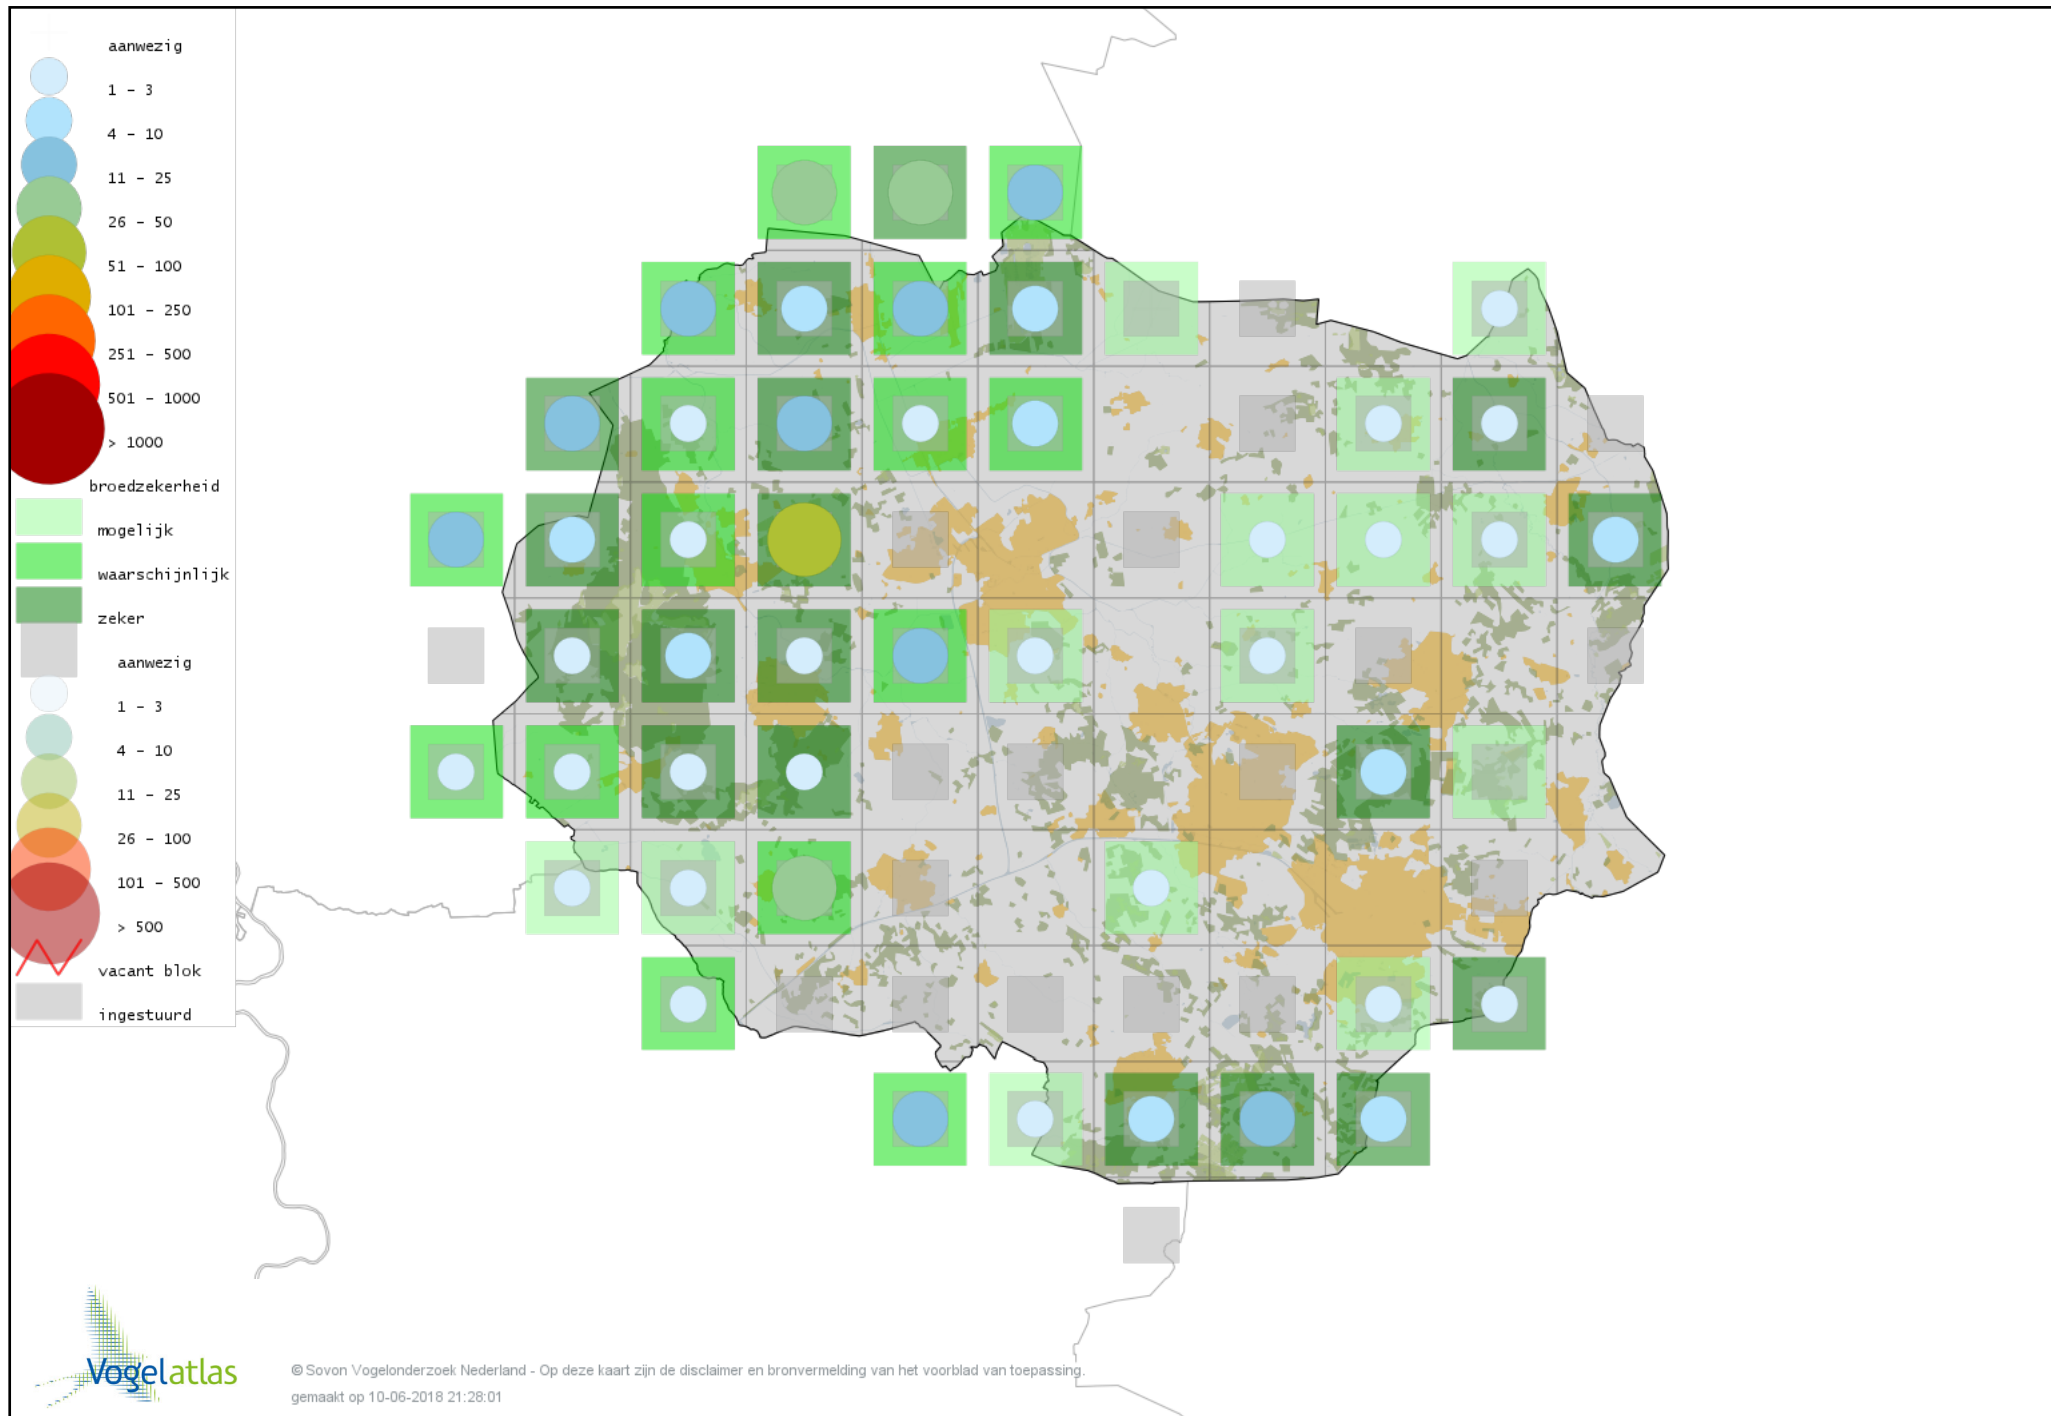 aanwezig
1 - 3
4 - 10
11 - 25
26 - 50
51 - 100
101 - 250
251 - 500
501 - 1000
> 1000
broedzekerheid
mogelijk
waarschijnlijk
zeker
aanwezig
1 - 3
4 - 10
11 - 25
26 - 100
101 - 500
> 500
vacant blok
ingestuurd
Vogelatlas
© Sovon Vogelonderzoek Nederland - Op deze kaart zijn de disclaimer en bronvermelding van het voorblad van toepassing.
gemaakt op 10-06-2018 21:28:01